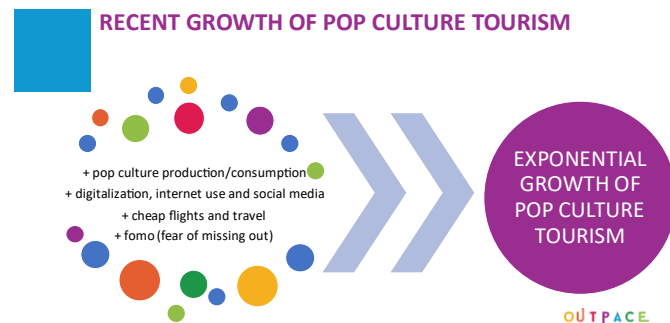 RECENT GROWTH OF POP CULTURE TOURISM
+ pop culture production/consumption
+ digitalization, internet use and social media
+ cheap flights and travel
+ fomo (fear of missing out)
EXPONENTIAL
GROWTH OF
POP CULTURE
TOURISM
OUTPACE